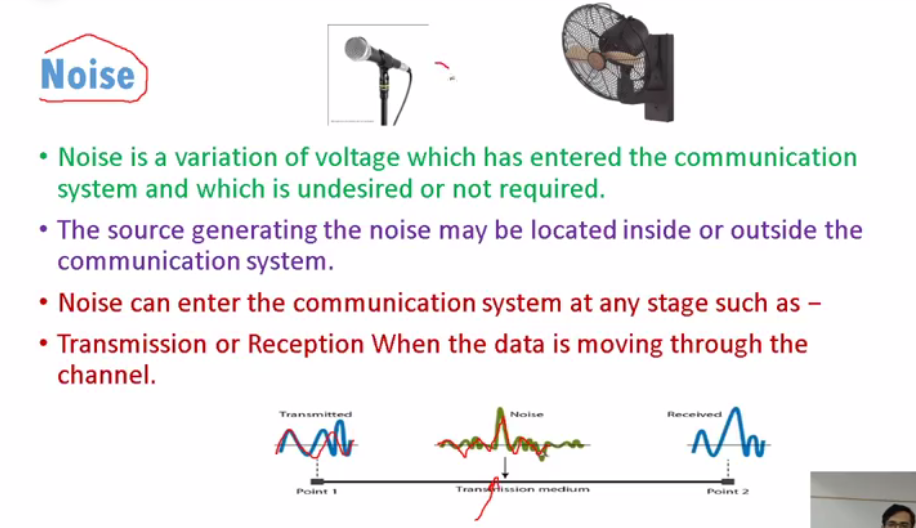 Noise
• Noise is a variation of voltage which has entered the communication
system and which is undesired or not required.
• The source generating the noise may be located inside or outside the
communication system.
• Noise can enter the communication system at any stage such as –
• Transmission or Reception When the data is moving through the
channel.
Transmitted Noise Received
Point 1 Transmission medium Point 2